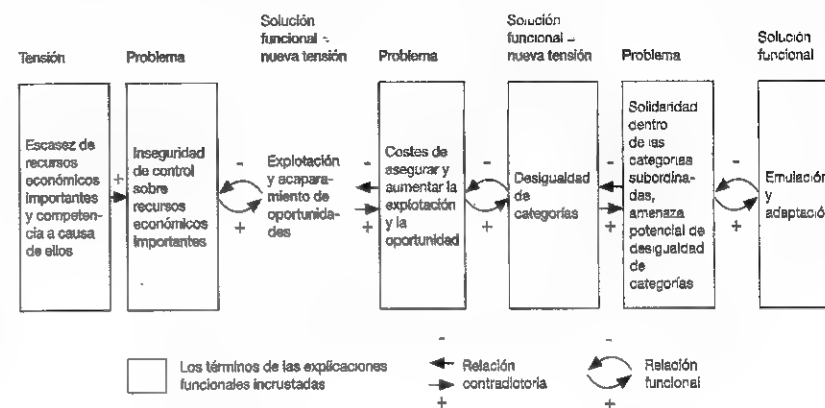 Tensión
Problema
Solución
funcional -
nueva tensión
Problema
Solución
funcional –
nueva tensión
Problema
Solución
funcional
Escasez de
recursos
económicos
importantes
y competen-
cia a causa
de ellos
+
Inseguridad
de control
sobre
recursos
económicos
importantes
-
+
Explotación
y acapara-
miento de
oportunida-
des
-
+
Costes de
asegurar y
aumentar la
explotación
y la
oportunidad
-
+
Desigualdad
de
categorías
-
+
Solidaridad
dentro
de las
categorías
subordina-
das,
amenaza
potencial de
desigualdad
de
categorías
-
+
Emulación
y
adaptació
Los términos de las explicaciones
funcionales incrustadas
-
Relación
contradictoria
+
-
Relación
funcional
+